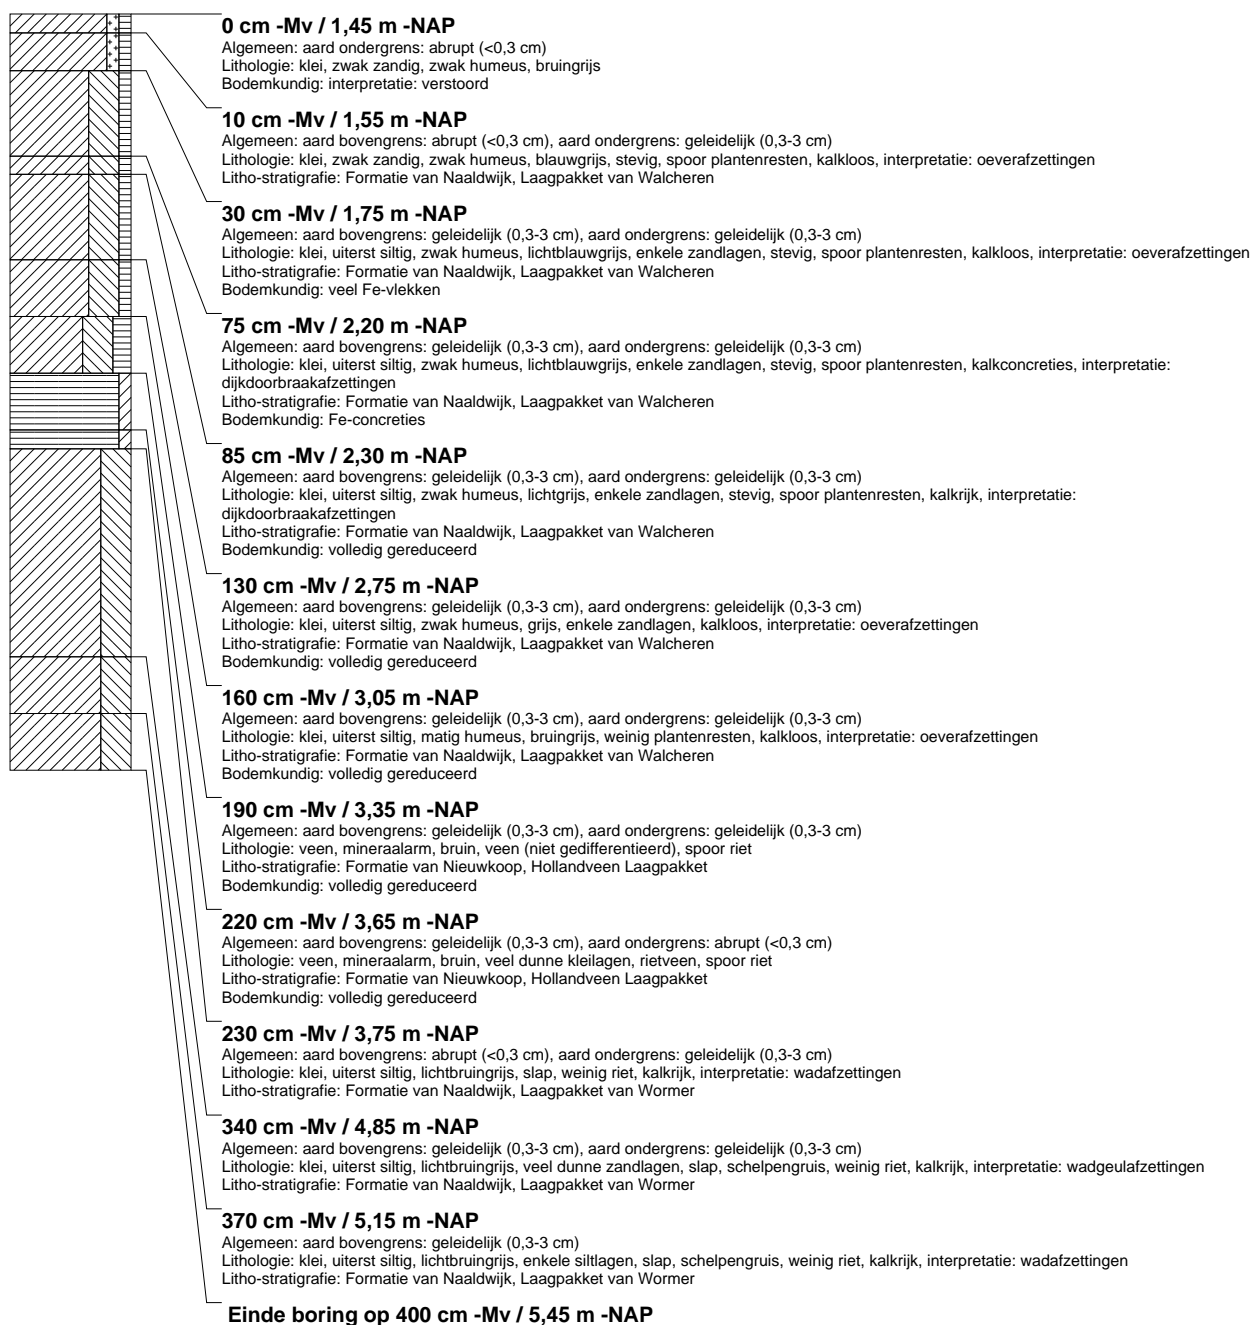 0 cm -Mv / 1,45 m -NAP
Algemeen: aard ondergrens: abrupt (<0,3 cm)
Lithologie: klei, zwak zandig, zwak humeus, bruingrijs
Bodemkundig: interpretatie: verstoord
10 cm -Mv / 1,55 m -NAP
Algemeen: aard bovengrens: abrupt (<0,3 cm), aard ondergrens: geleidelijk (0,3-3 cm)
Lithologie: klei, zwak zandig, zwak humeus, blauwgrijs, stevig, spoor plantenresten, kalkloos, interpretatie: oeverafzettingen
Litho-stratigrafie: Formatie van Naaldwijk, Laagpakket van Walcheren
30 cm -Mv / 1,75 m -NAP
Algemeen: aard bovengrens: geleidelijk (0,3-3 cm), aard ondergrens: geleidelijk (0,3-3 cm)
Lithologie: klei, uiterst siltig, zwak humeus, lichtblauwgrijs, enkele zandlagen, stevig, spoor plantenresten, kalkloos, interpretatie: oeverafzettingen
Litho-stratigrafie: Formatie van Naaldwijk, Laagpakket van Walcheren
Bodemkundig: veel Fe-vlekken
75 cm -Mv / 2,20 m -NAP
Algemeen: aard bovengrens: geleidelijk (0,3-3 cm), aard ondergrens: geleidelijk (0,3-3 cm)
Lithologie: klei, uiterst siltig, zwak humeus, lichtblauwgrijs, enkele zandlagen, stevig, spoor plantenresten, kalkconcreties, interpretatie:
dijkdoorbraakafzettingen
Litho-stratigrafie: Formatie van Naaldwijk, Laagpakket van Walcheren
Bodemkundig: Fe-concreties
85 cm -Mv / 2,30 m -NAP
Algemeen: aard bovengrens: geleidelijk (0,3-3 cm), aard ondergrens: geleidelijk (0,3-3 cm)
Lithologie: klei, uiterst siltig, zwak humeus, lichtgrijs, enkele zandlagen, stevig, spoor plantenresten, kalkrijk, interpretatie:
dijkdoorbraakafzettingen
Litho-stratigrafie: Formatie van Naaldwijk, Laagpakket van Walcheren
Bodemkundig: volledig gereduceerd
130 cm -Mv / 2,75 m -NAP
Algemeen: aard bovengrens: geleidelijk (0,3-3 cm), aard ondergrens: geleidelijk (0,3-3 cm)
Lithologie: klei, uiterst siltig, zwak humeus, grijs, enkele zandlagen, kalkloos, interpretatie: oeverafzettingen
Litho-stratigrafie: Formatie van Naaldwijk, Laagpakket van Walcheren
Bodemkundig: volledig gereduceerd
160 cm -Mv / 3,05 m -NAP
Algemeen: aard bovengrens: geleidelijk (0,3-3 cm), aard ondergrens: geleidelijk (0,3-3 cm)
Lithologie: klei, uiterst siltig, matig humeus, bruingrijs, weinig plantenresten, kalkloos, interpretatie: oeverafzettingen
Litho-stratigrafie: Formatie van Naaldwijk, Laagpakket van Walcheren
Bodemkundig: volledig gereduceerd
190 cm -Mv / 3,35 m -NAP
Algemeen: aard bovengrens: geleidelijk (0,3-3 cm), aard ondergrens: geleidelijk (0,3-3 cm)
Lithologie: veen, mineraalarm, bruin, veen (niet gedifferentieerd), spoor riet
Litho-stratigrafie: Formatie van Nieuwkoop, Hollandveen Laagpakket
Bodemkundig: volledig gereduceerd
220 cm -Mv / 3,65 m -NAP
Algemeen: aard bovengrens: geleidelijk (0,3-3 cm), aard ondergrens: abrupt (<0,3 cm)
Lithologie: veen, mineraalarm, bruin, veel dunne kleilagen, rietveen, spoor riet
Litho-stratigrafie: Formatie van Nieuwkoop, Hollandveen Laagpakket
Bodemkundig: volledig gereduceerd
230 cm -Mv / 3,75 m -NAP
Algemeen: aard bovengrens: abrupt (<0,3 cm), aard ondergrens: geleidelijk (0,3-3 cm)
Lithologie: klei, uiterst siltig, lichtbruingrijs, slap, weinig riet, kalkrijk, interpretatie: wadafzettingen
Litho-stratigrafie: Formatie van Naaldwijk, Laagpakket van Wormer
340 cm -Mv / 4,85 m -NAP
Algemeen: aard bovengrens: geleidelijk (0,3-3 cm), aard ondergrens: geleidelijk (0,3-3 cm)
Lithologie: klei, uiterst siltig, lichtbruingrijs, veel dunne zandlagen, slap, schelpengruis, weinig riet, kalkrijk, interpretatie: wadgeulafzettingen
Litho-stratigrafie: Formatie van Naaldwijk, Laagpakket van Wormer
370 cm -Mv / 5,15 m -NAP
Algemeen: aard bovengrens: geleidelijk (0,3-3 cm)
Lithologie: klei, uiterst siltig, lichtbruingrijs, enkele siltlagen, slap, schelpengruis, weinig riet, kalkrijk, interpretatie: wadafzettingen
Litho-stratigrafie: Formatie van Naaldwijk, Laagpakket van Wormer
Einde boring op 400 cm -Mv / 5,45 m -NAP